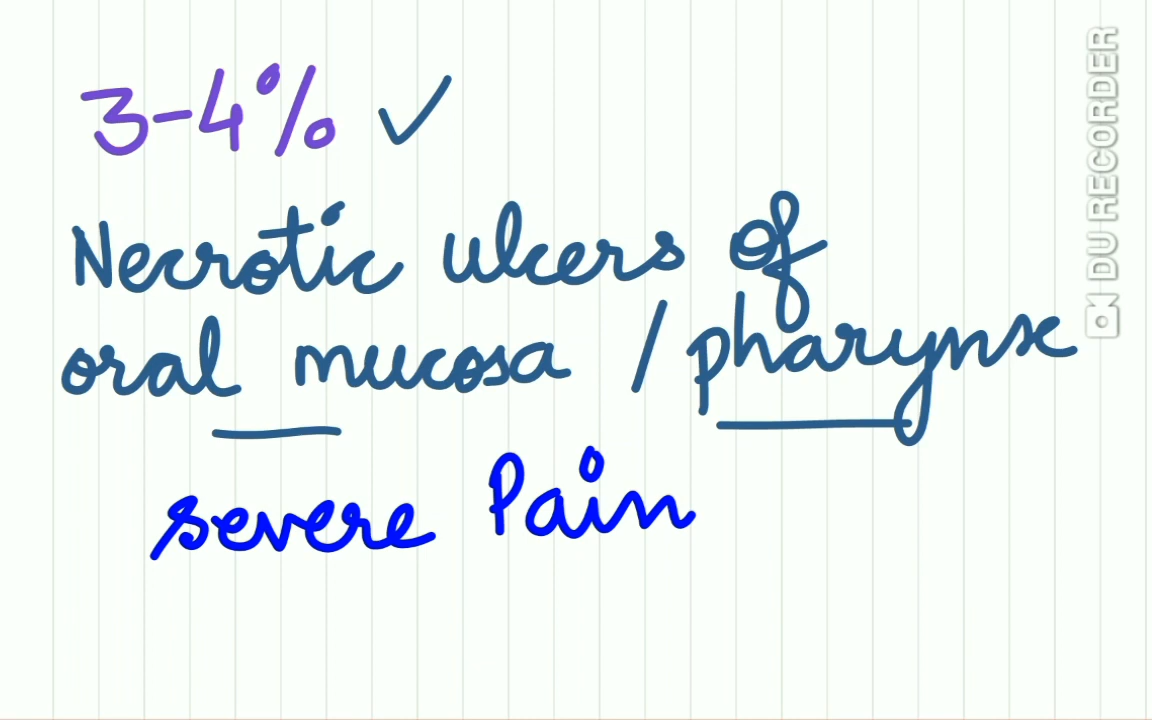 3-4% ✓
Necrotic ulcers of
oral mucosa / pharynx
severe Pain
DU RECORDER